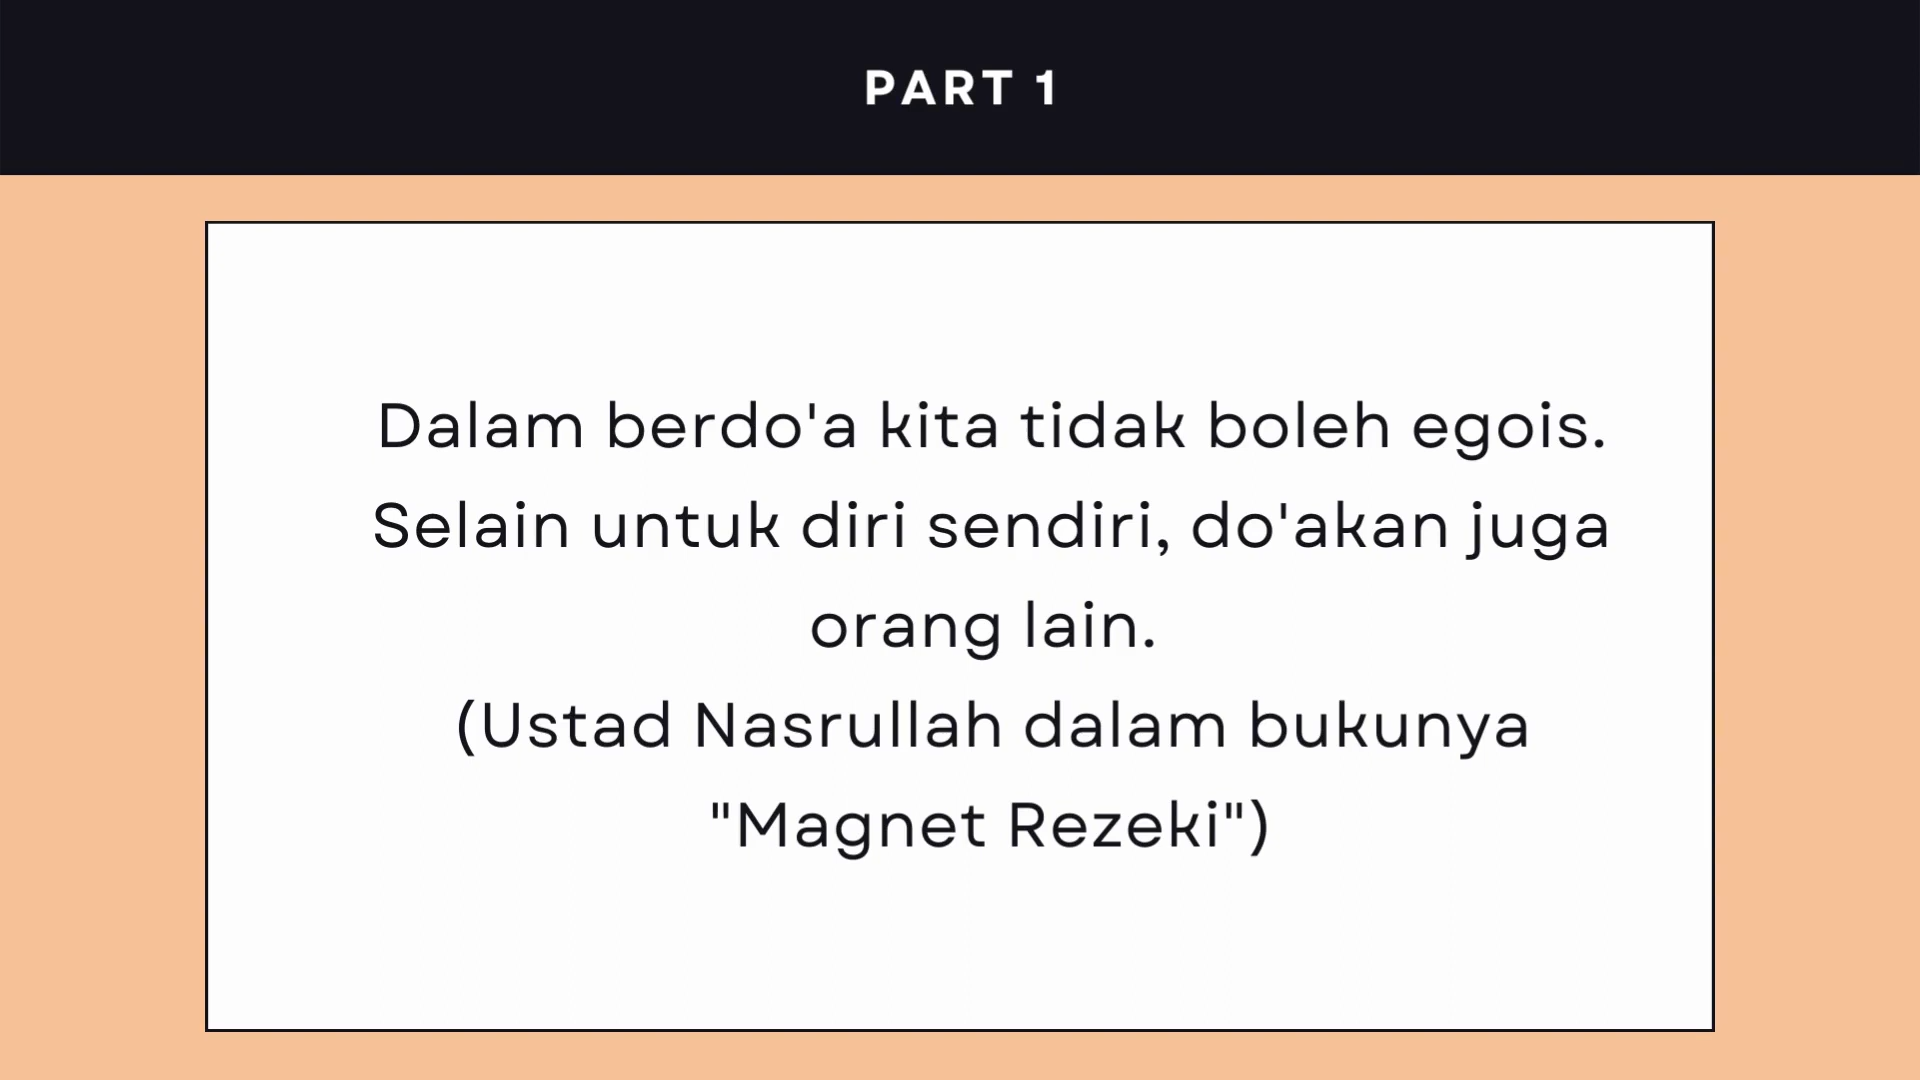 PART 1
Dalam berdo'a kita tidak boleh egois.
Selain untuk diri sendiri, do'akan juga
orang lain.
(Ustad Nasrullah dalam bukunya
"Magnet Rezeki")